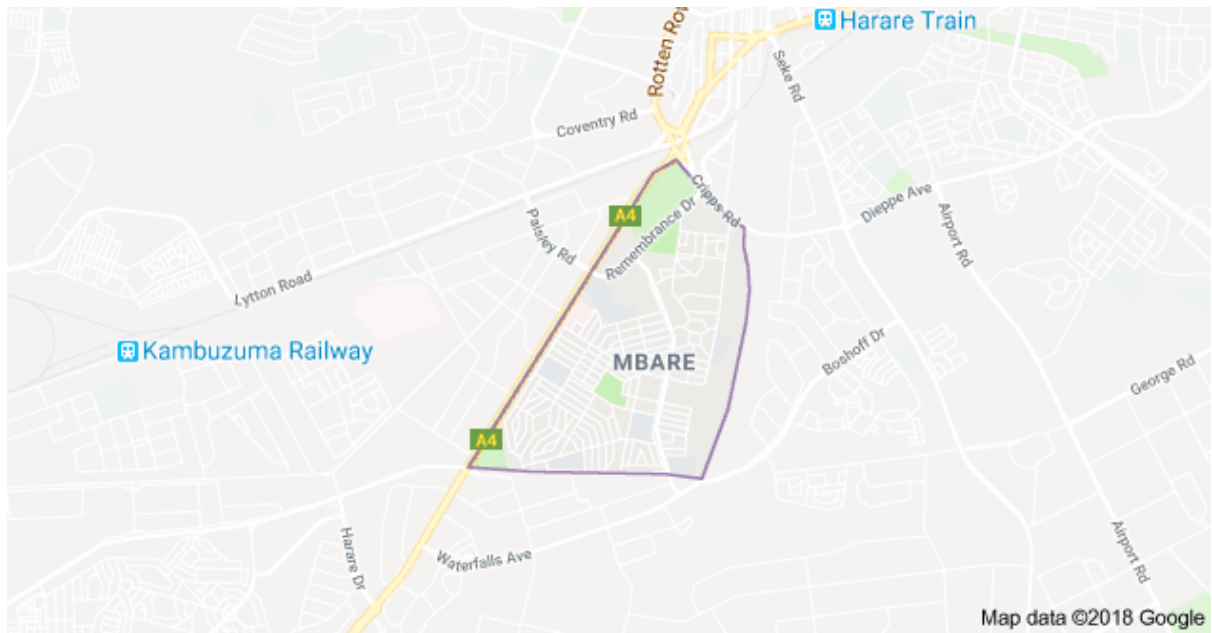 Harare Train
Rotten Row
Seke Rd
Coventry Rd
Cripps Rd
Dieppe Ave
A4
Remembrance Dr
Paisley Rd
Airport Rd
Lytton Road
Kambuzuma Railway
MBARE
Boshoff Dr
George Rd
A4
Harare Dr
Waterfalls Ave
Airport Rd
Map data ©2018 Google